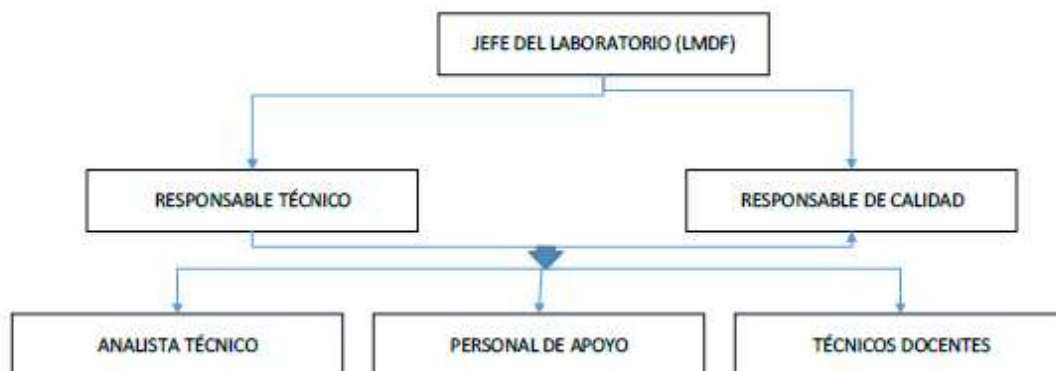 JEFE DEL LABORATORIO (LMDF)
RESPONSABLE TÉCNICO
RESPONSABLE DE CALIDAD
ANALISTA TÉCNICO
PERSONAL DE APOYO
TÉCNICOS DOCENTES